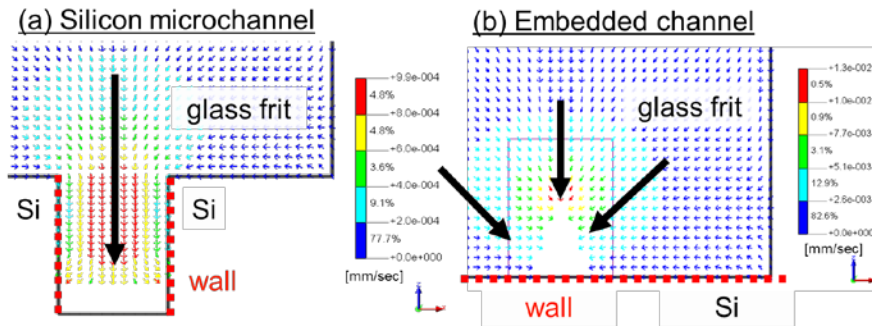 (a) Silicon microchannel
glass frit
Si
Si
wall
+9.9e-004
4.8%
+8.0e-004
4.8%
+6.0e-004
3.6%
+4.0e-004
9.1%
+2.0e-004
77.7%
+0.0e+000
[mm/sec]
(b) Embedded channel
glass frit
wall
Si
+1.3e-002
0.5%
+1.0e-002
0.9%
+7.7e-003
3.1%
+5.1e-003
12.9%
+2.6e-003
82.6%
+0.0e+000
[mm/sec]